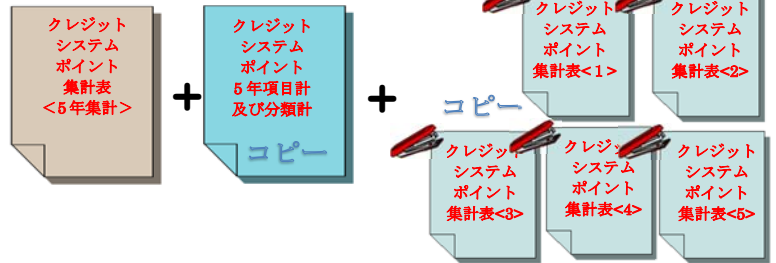 クレジット
システム
ポイント
集計表
＜５年集計＞
+
クレジット
システム
ポイント
５年項目計
及び分類計
コピー
+
コピー
クレジット
システム
ポイント
集計表<１>
クレジット
システム
ポイント
集計表<2>
クレジット
システム
ポイント
集計表<3>
クレジット
システム
ポイント
集計表<4>
クレジット
システム
ポイント
集計表<5>